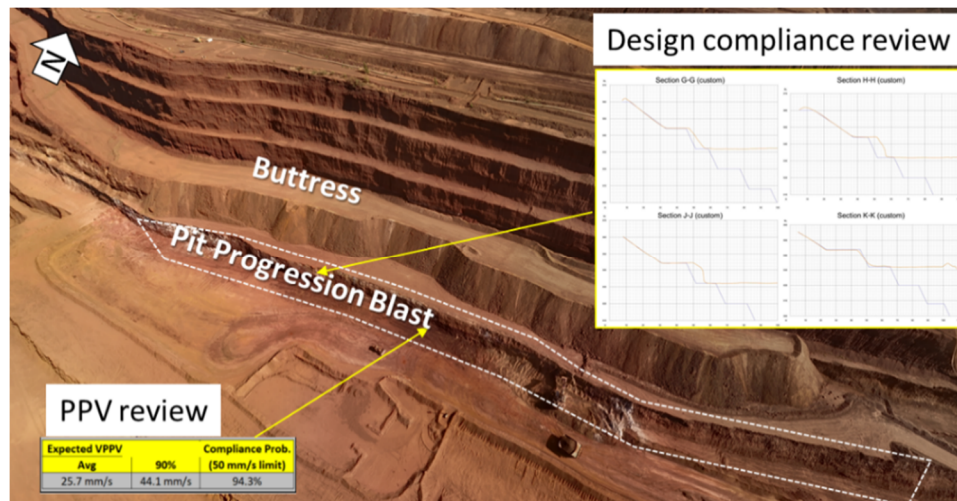 N
Design compliance review
Section G-G (custom)
Section H-H (custom)
Section J-J (custom)
Section K-K (custom)
Buttress
Pit Progression Blast
PPV review
Expected VPPV Compliance Prob.
Avg 90% (50 mm/s limit)
25.7 mm/s 44.1 mm/s 94.3%